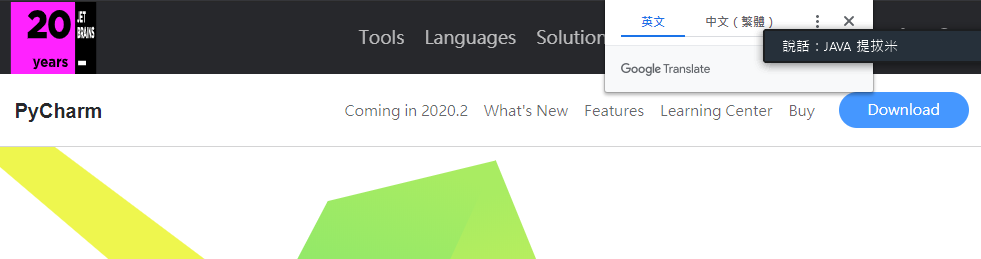 20 JET BRAINS
years
Tools Languages Solution
英文 中文（繁體）
說話：JAVA 提拔米
Google Translate
PyCharm Coming in 2020.2 What's New Features Learning Center Buy Download